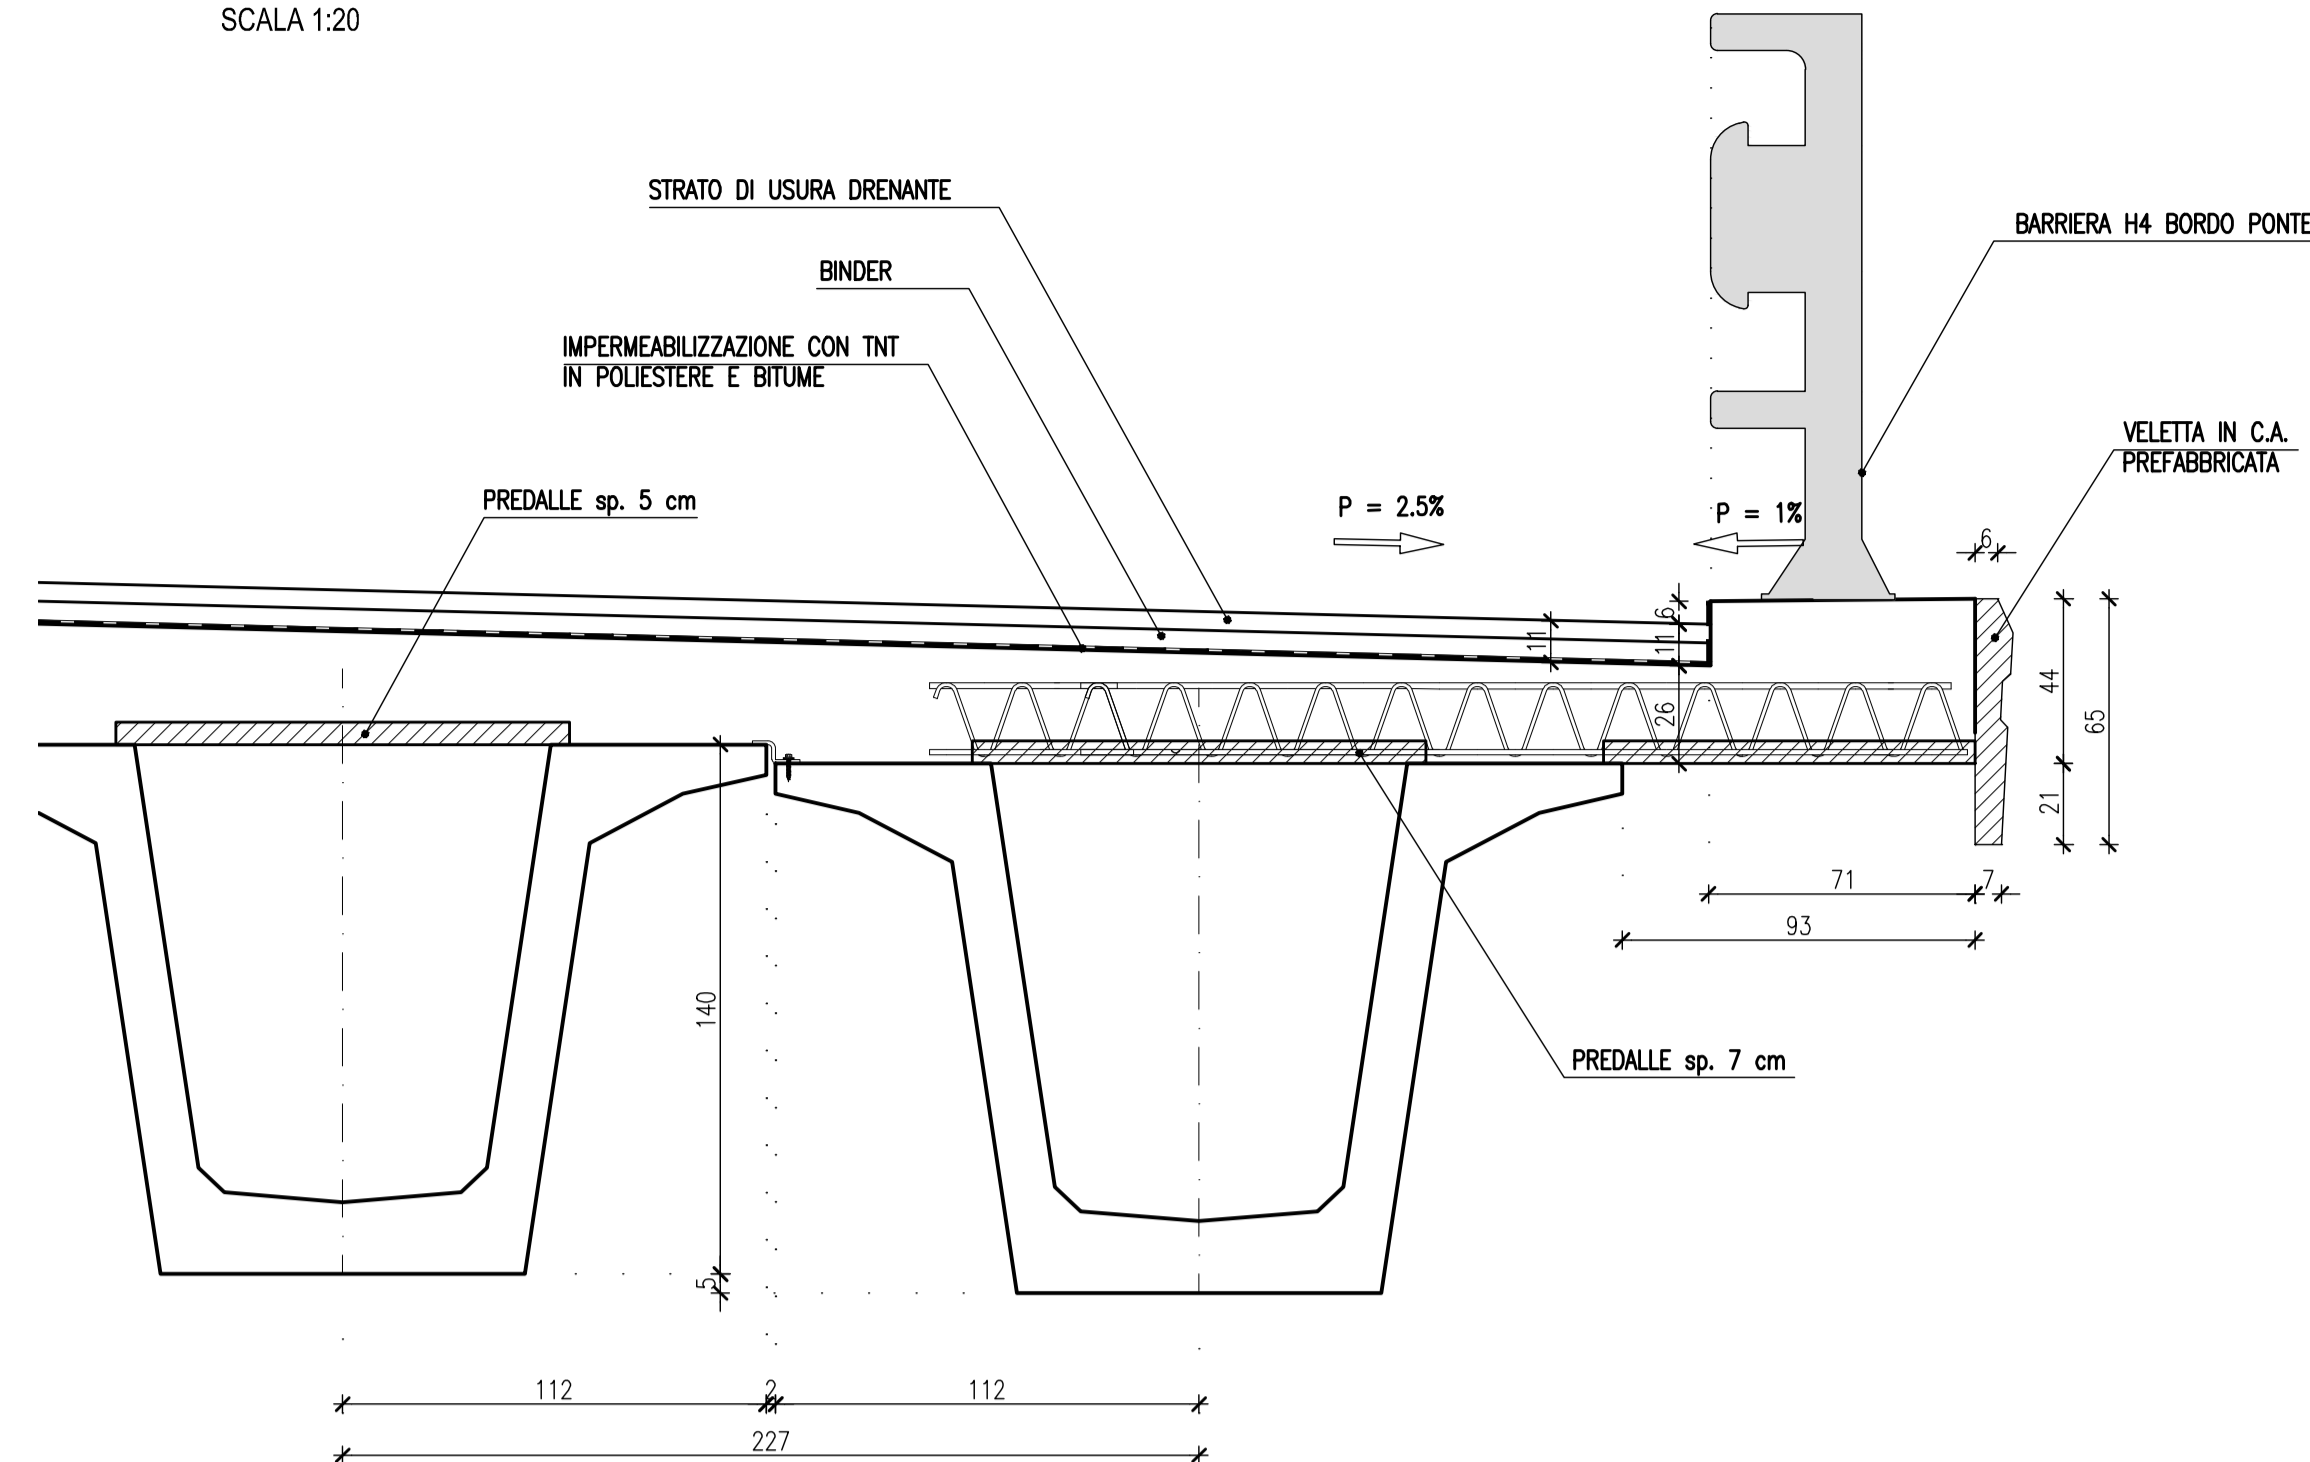 SCALA 1:20
STRATO DI USURA DRENANTE
BARRIERA H4 BORDO PONTE
BINDER
IMPERMEABILIZZAZIONE CON TNT
IN POLIESTERE E BITUME
VELETTA IN C.A.
PREFABBRICATA
PREDALLE sp. 5 cm
P = 2.5%
P = 1%
6
6
11
11
44
65
26
21
71
7
93
140
PREDALLE sp. 7 cm
5
112
2
112
227